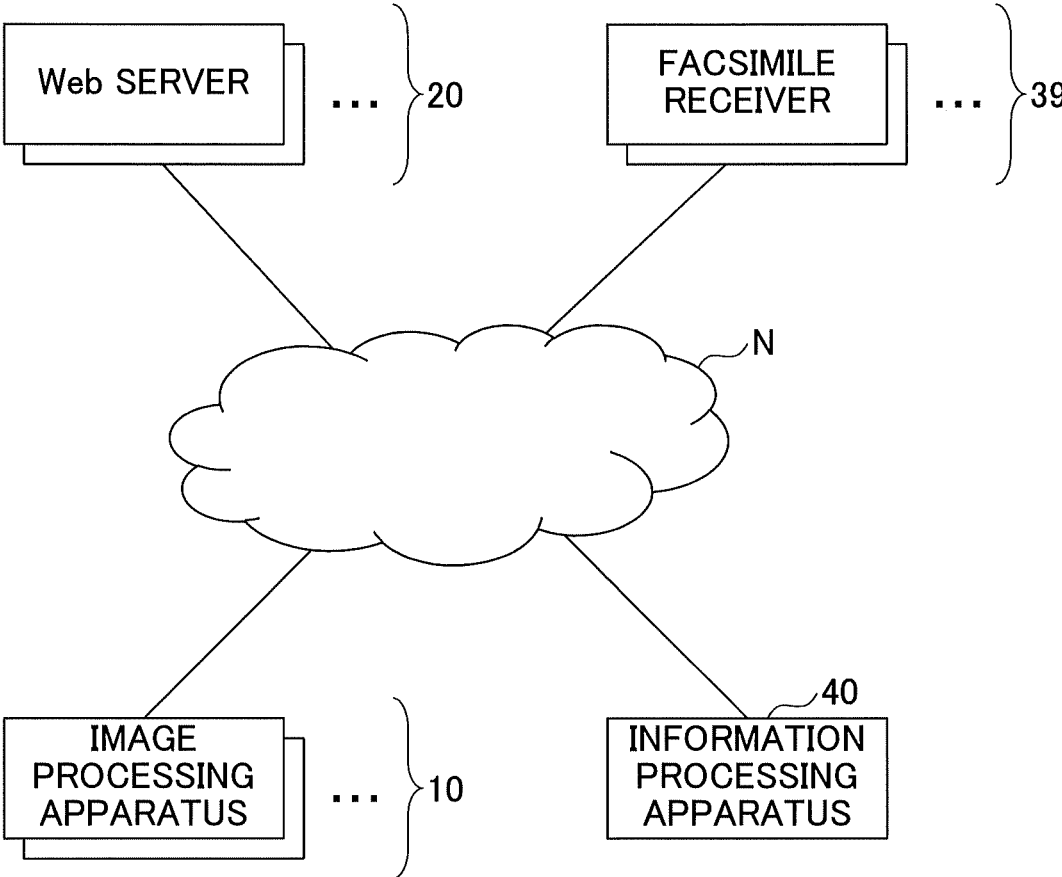 Web SERVER
... 20
FACSIMILE
RECEIVER
... 39
N
IMAGE
PROCESSING
APPARATUS
... 10
40
INFORMATION
PROCESSING
APPARATUS